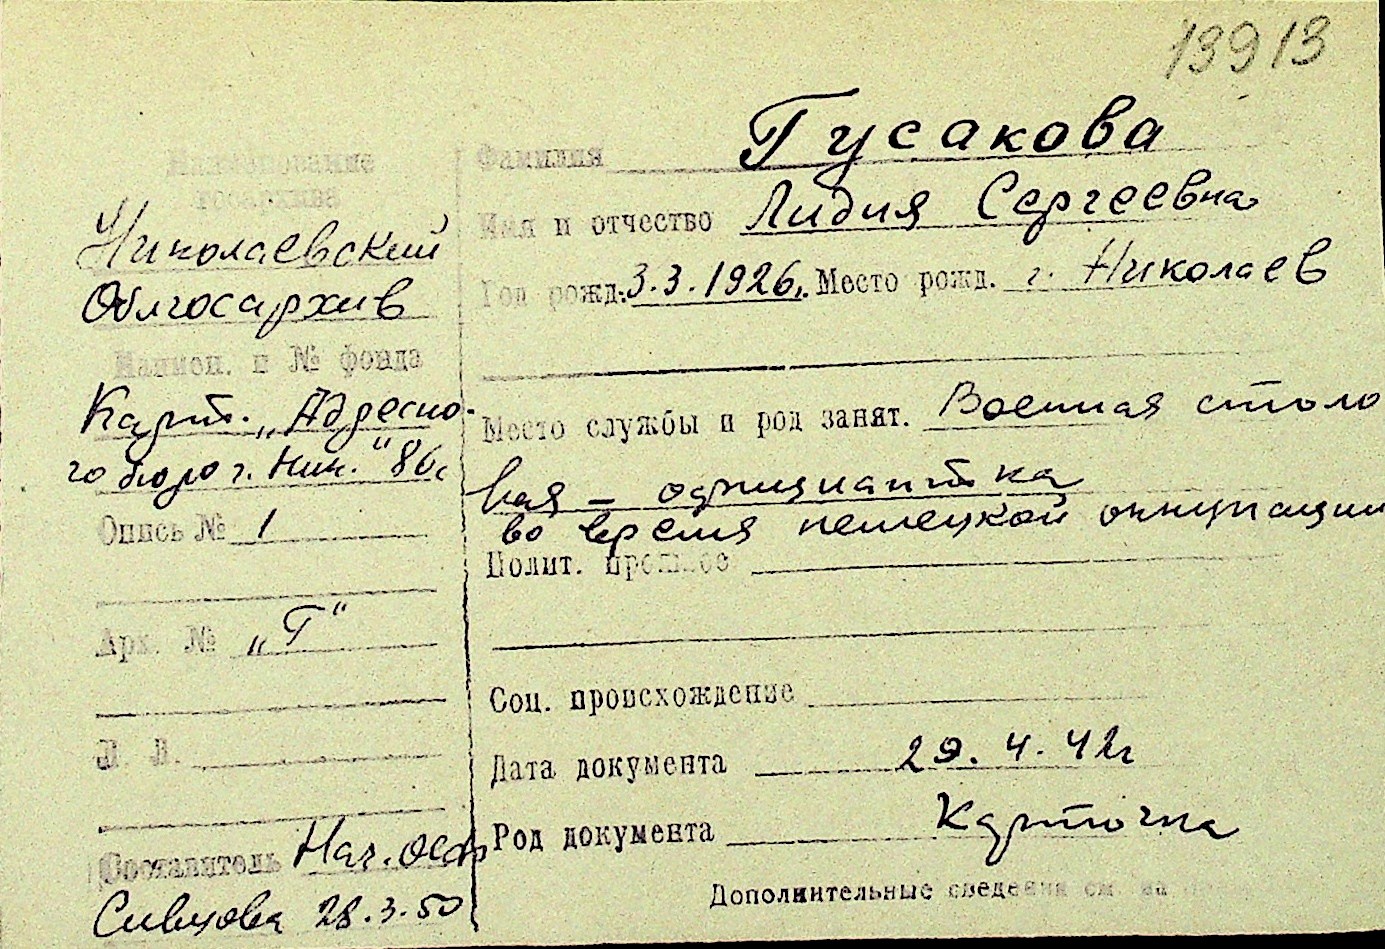 13913
Наименование
госархива
Николаевский
Облгосархив
Наимен. и № фонда
Карт. „Адресно-
го бюро г. Ник.“ 86с
Опись № 1
Арх. № „Г“
Л. Л.
Составитель Нач. осо
Сивцова 28.3.50
Фамилия Гусакова
Имя и отчество Лидия Сергеевна
Год рожд. 3.3.1926г. Место рожд. г. Николаев
Место службы и род занят. Военная столо
вая – официантка
во время немецкой оккупации
Полит. прошлое
Соц. происхождение
Дата документа 29.4.42г
Род документа Карточка
Дополнительные сведения см. на